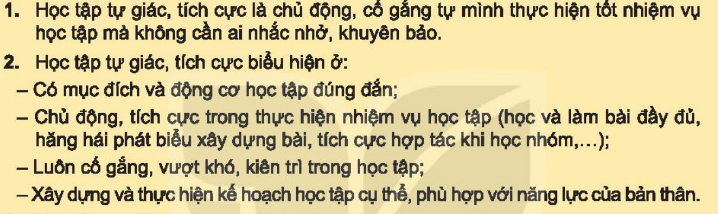 1. Học tập tự giác, tích cực là chủ động, cố gắng tự mình thực hiện tốt nhiệm vụ
học tập mà không cần ai nhắc nhở, khuyên bảo.
2. Học tập tự giác, tích cực biểu hiện ở:
– Có mục đích và động cơ học tập đúng đắn;
– Chủ động, tích cực trong thực hiện nhiệm vụ học tập (học và làm bài đầy đủ,
hăng hái phát biểu xây dựng bài, tích cực hợp tác khi học nhóm,…);
– Luôn cố gắng, vượt khó, kiên trì trong học tập;
– Xây dựng và thực hiện kế hoạch học tập cụ thể, phù hợp với năng lực của bản thân.